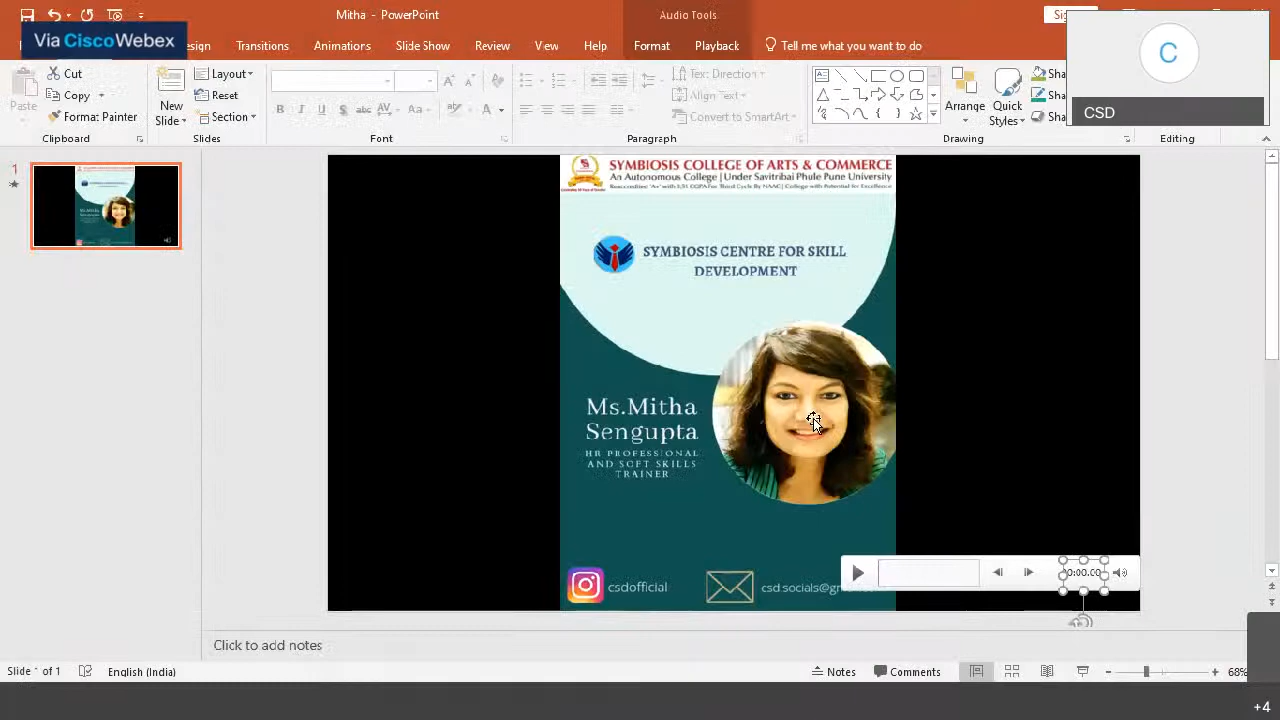 Mitha - PowerPoint
Audio Tools
Via CiscoWebex
Transitions
Animations
Slide Show
Review
View
Help
Format
Playback
Tell me what you want to do
Paste
Cut
Copy
Format Painter
Clipboard
New
Slide
Layout
Reset
Section
Slides
Font
Text Direction
Align Text
Convert to SmartArt
Paragraph
Arrange
Quick
Styles
Drawing
Editing
C
CSD
1
SYMBIOSIS COLLEGE OF ARTS & COMMERCE
An Autonomous College | Under Savitribai Phule Pune University
SYMBIOSIS CENTRE FOR SKILL
DEVELOPMENT
Ms.Mitha
Sengupta
HR PROFESSIONAL
AND SOFT SKILLS
TRAINER
csdofficial
00:00.00
Click to add notes
Slide 1 of 1
English (India)
Notes
Comments
68%
+4